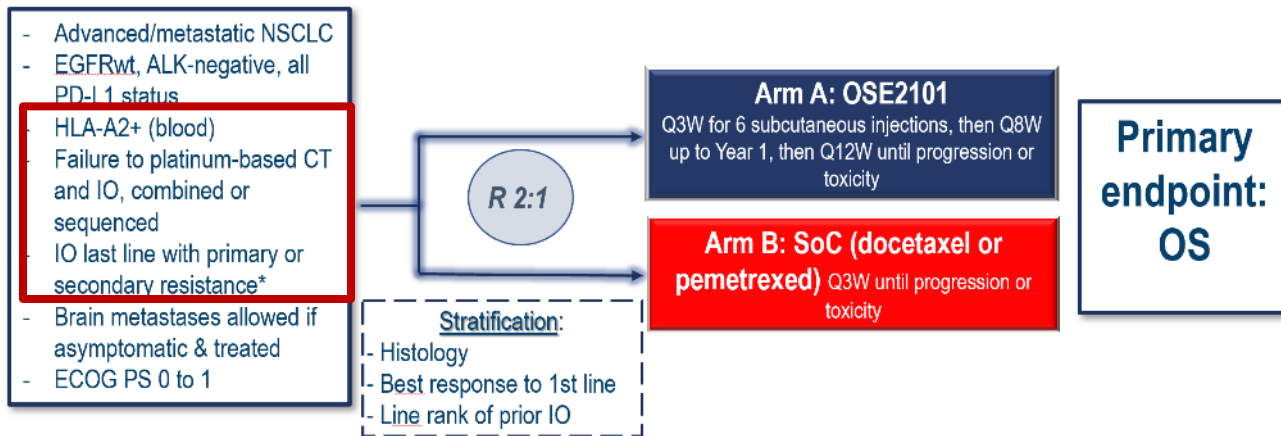 - Advanced/metastatic NSCLC
- EGFRwt, ALK-negative, all
PD-L1 status
- HLA-A2+ (blood)
- Failure to platinum-based CT
and IO, combined or
sequenced
- IO last line with primary or
secondary resistance*
- Brain metastases allowed if
asymptomatic & treated
- ECOG PS 0 to 1
R 2:1
Stratification:
- Histology
- Best response to 1st line
- Line rank of prior IO
Arm A: OSE2101
Q3W for 6 subcutaneous injections, then Q8W
up to Year 1, then Q12W until progression or
toxicity
Arm B: SoC (docetaxel or
pemetrexed) Q3W until progression or
toxicity
Primary
endpoint:
OS